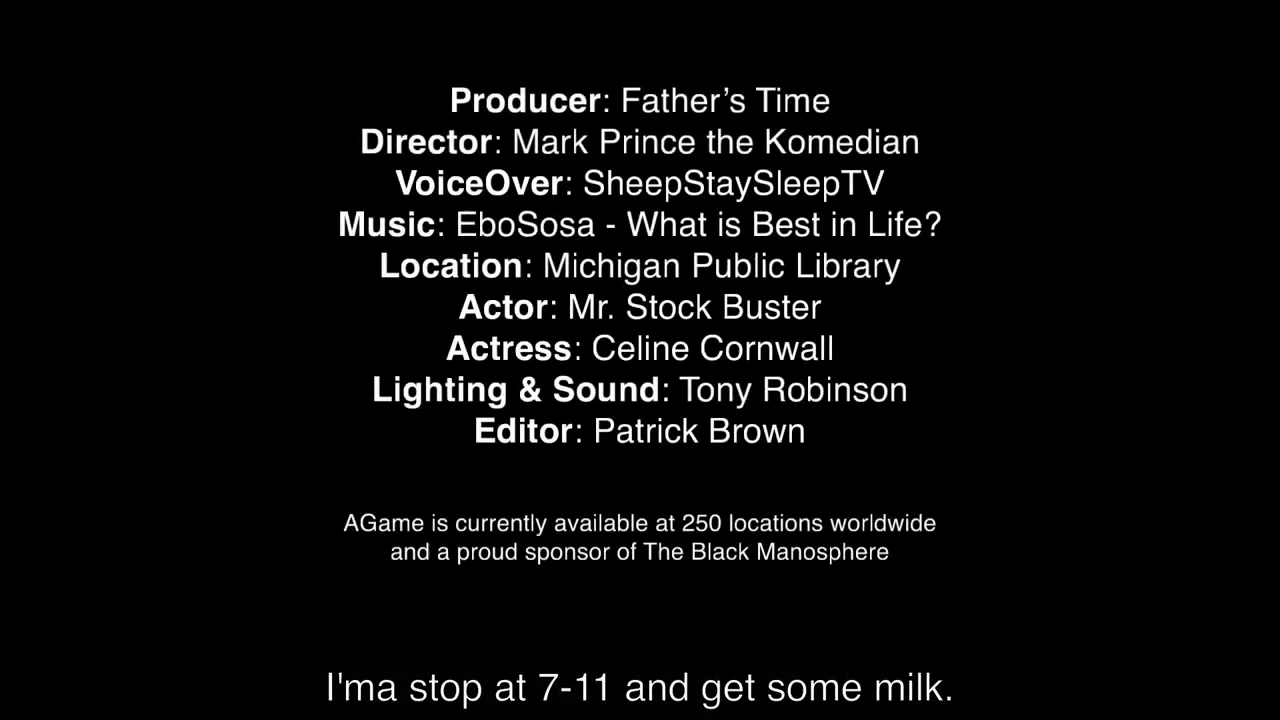 Producer: Father’s Time
Director: Mark Prince the Komedian
VoiceOver: SheepStaySleepTV
Music: EboSosa - What is Best in Life?
Location: Michigan Public Library
Actor: Mr. Stock Buster
Actress: Celine Cornwall
Lighting & Sound: Tony Robinson
Editor: Patrick Brown
AGame is currently available at 250 locations worldwide
and a proud sponsor of The Black Manosphere
I'ma stop at 7-11 and get some milk.